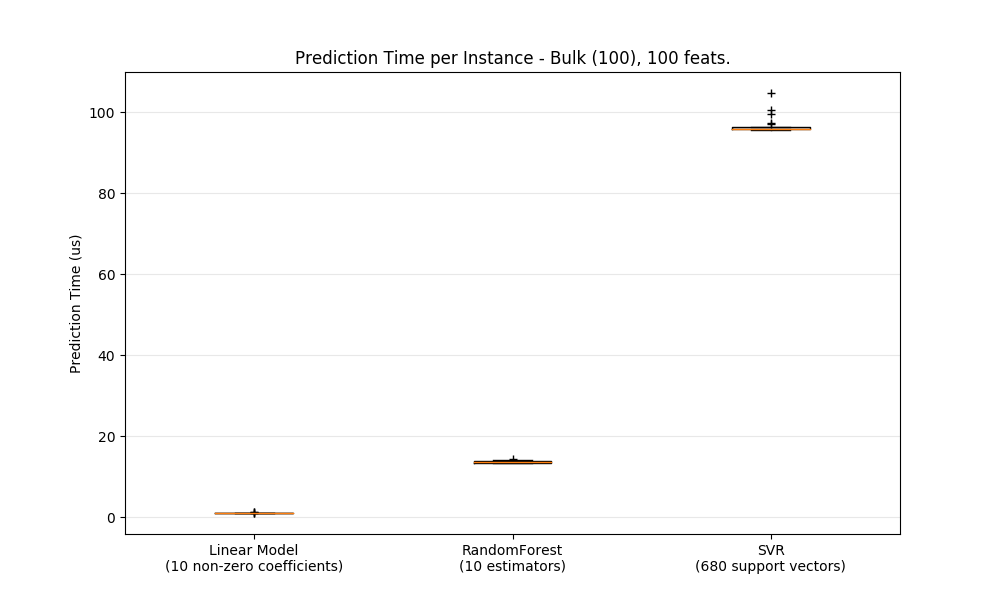 Prediction Time per Instance - Bulk (100), 100 feats.
Prediction Time (us)
100
80
60
40
20
0
Linear Model
(10 non-zero coefficients)
RandomForest
(10 estimators)
SVR
(680 support vectors)